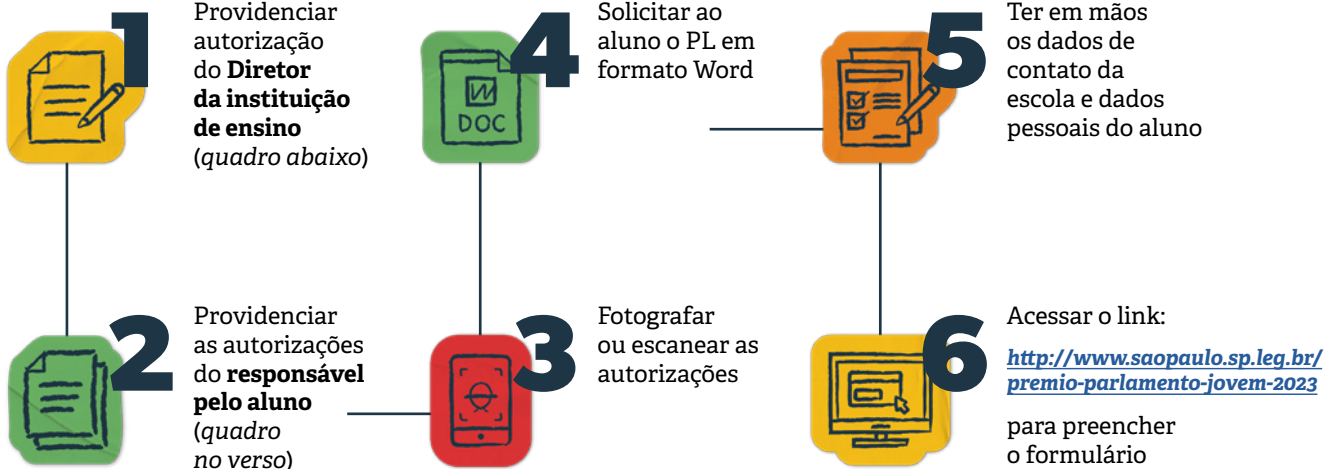 1
Providenciar
autorização
do Diretor
da instituição
de ensino
(quadro abaixo)
2
Providenciar
as autorizações
do responsável
pelo aluno
(quadro
no verso)
3
Fotografar
ou escanear as
autorizações
4
DOC
Solicitar ao
aluno o PL em
formato Word
5
Ter em mãos
os dados de
contato da
escola e dados
pessoais do aluno
6
Acessar o link:
http://www.saopaulo.sp.leg.br/
premio-parlamento-jovem-2023
para preencher
o formulário